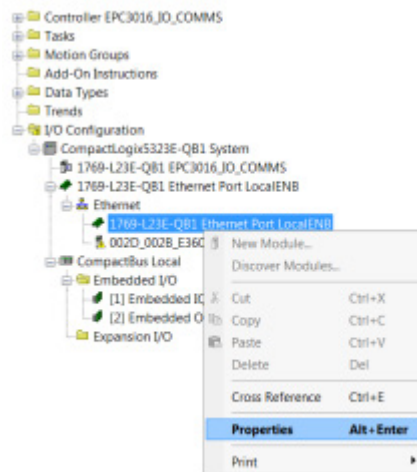 Controller EPC3016_IO_COMMS
Tasks
Motion Groups
Add-On Instructions
Data Types
Trends
I/O Configuration
CompactLogix5323E-QB1 System
1769-L23E-QB1 EPC3016_IO_COMMS
1769-L23E-QB1 Ethernet Port LocalENB
Ethernet
1769-L23E-QB1 Ethernet Port LocalENB
002D_002B_E36C
CompactBus Local
Embedded I/O
[1] Embedded IC
[2] Embedded O
Expansion I/O
New Module...
Discover Modules...
Cut Ctrl+X
Copy Ctrl+C
Paste Ctrl+V
Delete Del
Cross Reference Ctrl+E
Properties Alt+Enter
Print